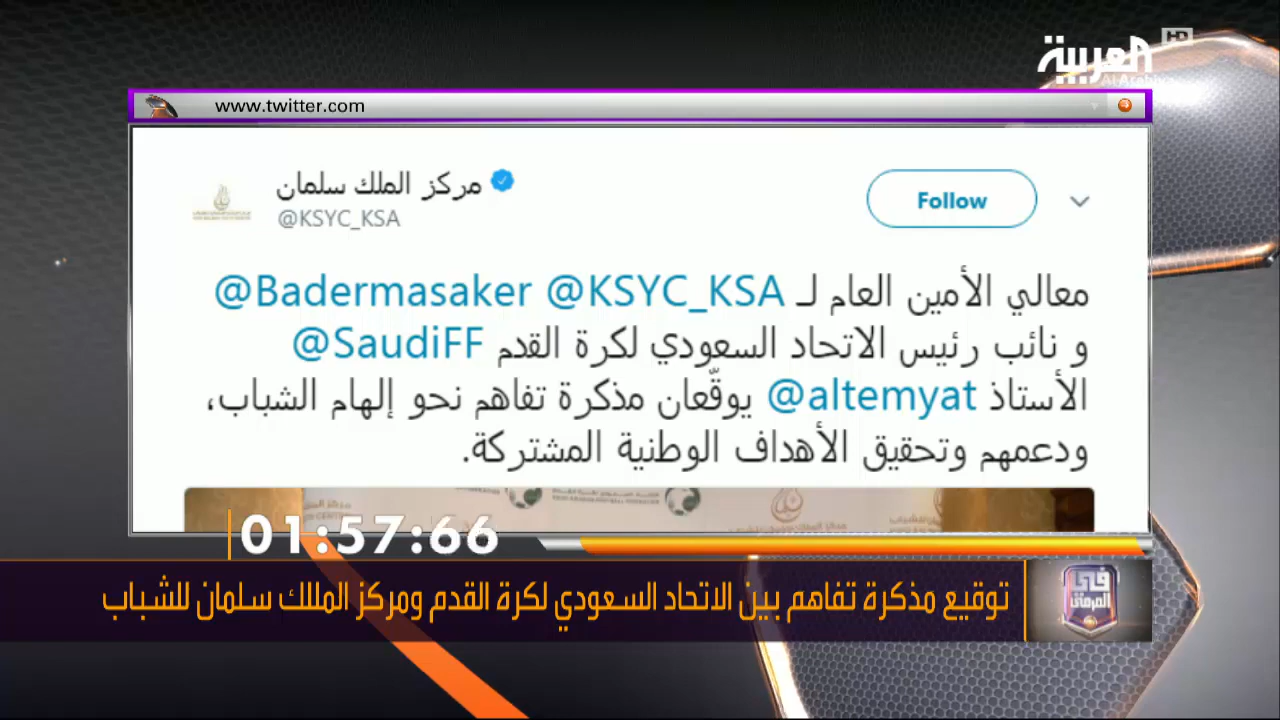 العربية HD
Al Arabiya
www.twitter.com
مركز الملك سلمان
@KSYC_KSA
Follow
معالي الأمين العام لـ @KSYC_KSA @Badermasaker
و نائب رئيس الاتحاد السعودي لكرة القدم @SaudiFF
الأستاذ @altemyat يوقّعان مذكرة تفاهم نحو إلهام الشباب،
ودعمهم وتحقيق الأهداف الوطنية المشتركة.
01:57:66
توقيع مذكرة تفاهم بين الاتحاد السعودي لكرة القدم ومركز المللك سلمان للشباب
في
المرمى